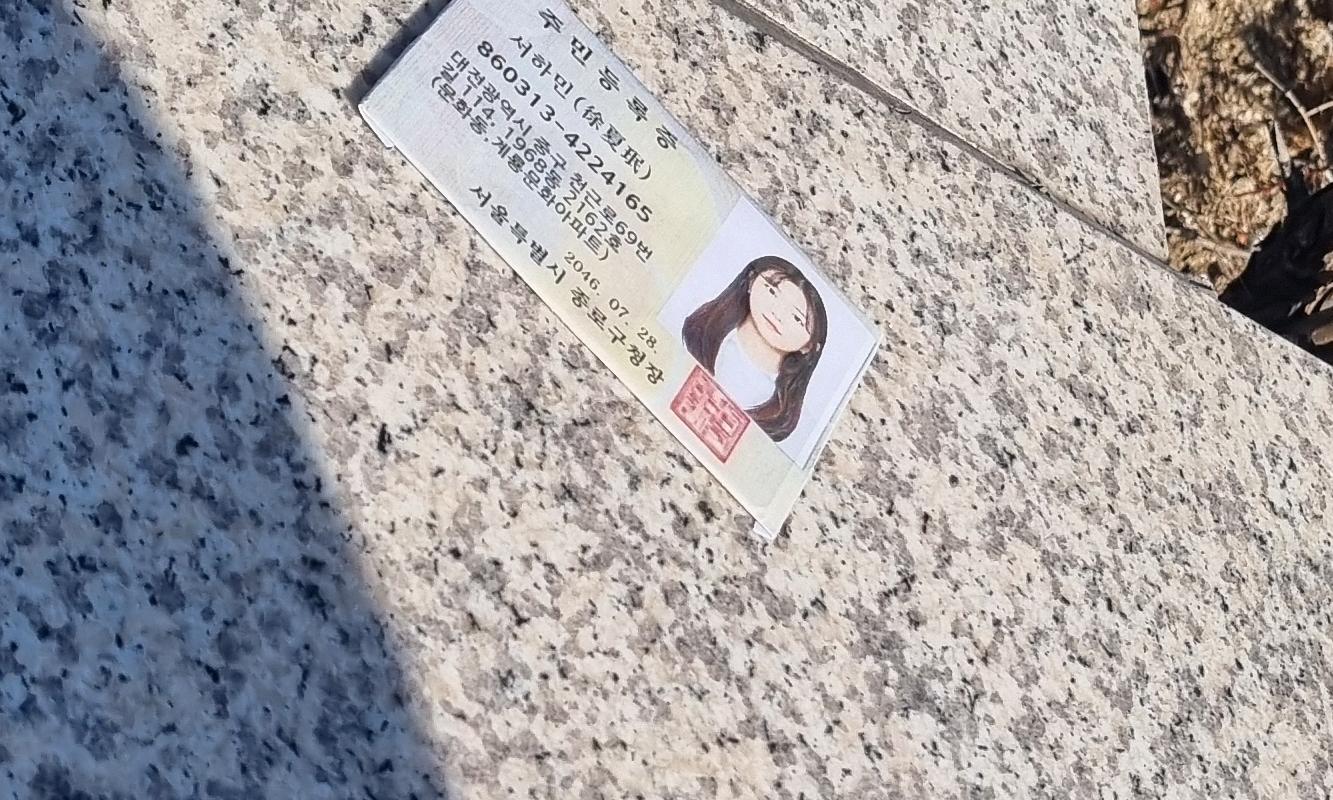 주민등록증
서하민(徐夏珉)
860313-4224165
대전광역시 중구 천근로69번
길114, 1968동 2162호
(문화동, 계룡문화아파트)
2046. 07. 28.
서울특별시 종로구청장